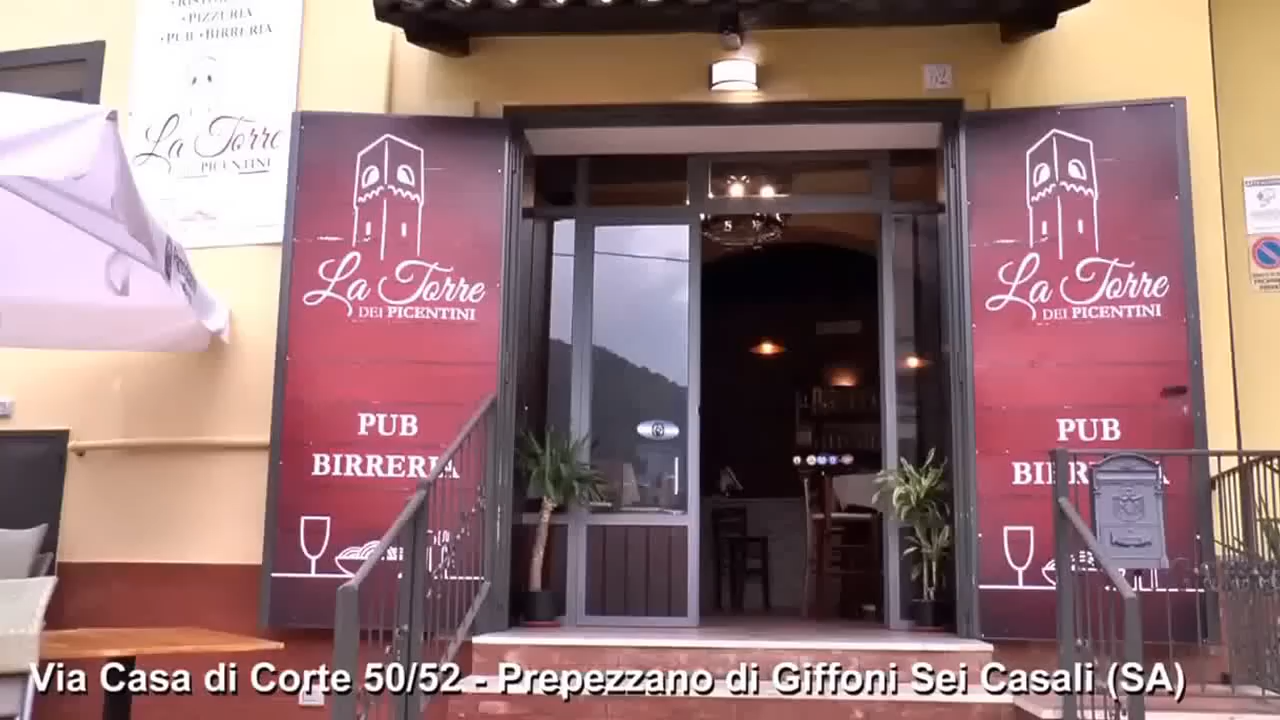 •PIZZERIA
•PUB •BIRRERIA
La Torre
PICENTINI
La Torre
DEI PICENTINI
PUB
BIRRERIA
52
La Torre
DEI PICENTINI
PUB
Via Casa di Corte 50/52 - Prepezzano di Giffoni Sei Casali (SA)